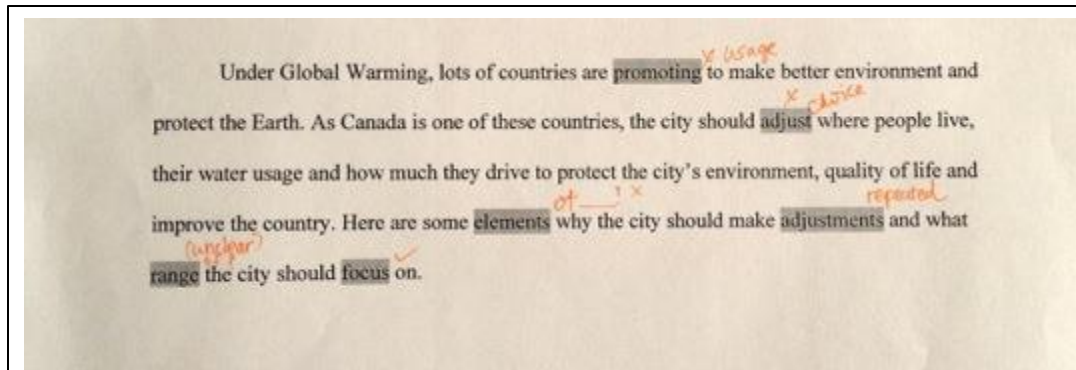 x usage
Under Global Warming, lots of countries are promoting to make better environment and
x choice
protect the Earth. As Canada is one of these countries, the city should adjust where people live,
their water usage and how much they drive to protect the city's environment, quality of life and
of x repeated
improve the country. Here are some elements why the city should make adjustments and what
(unclear)
range the city should focus on.